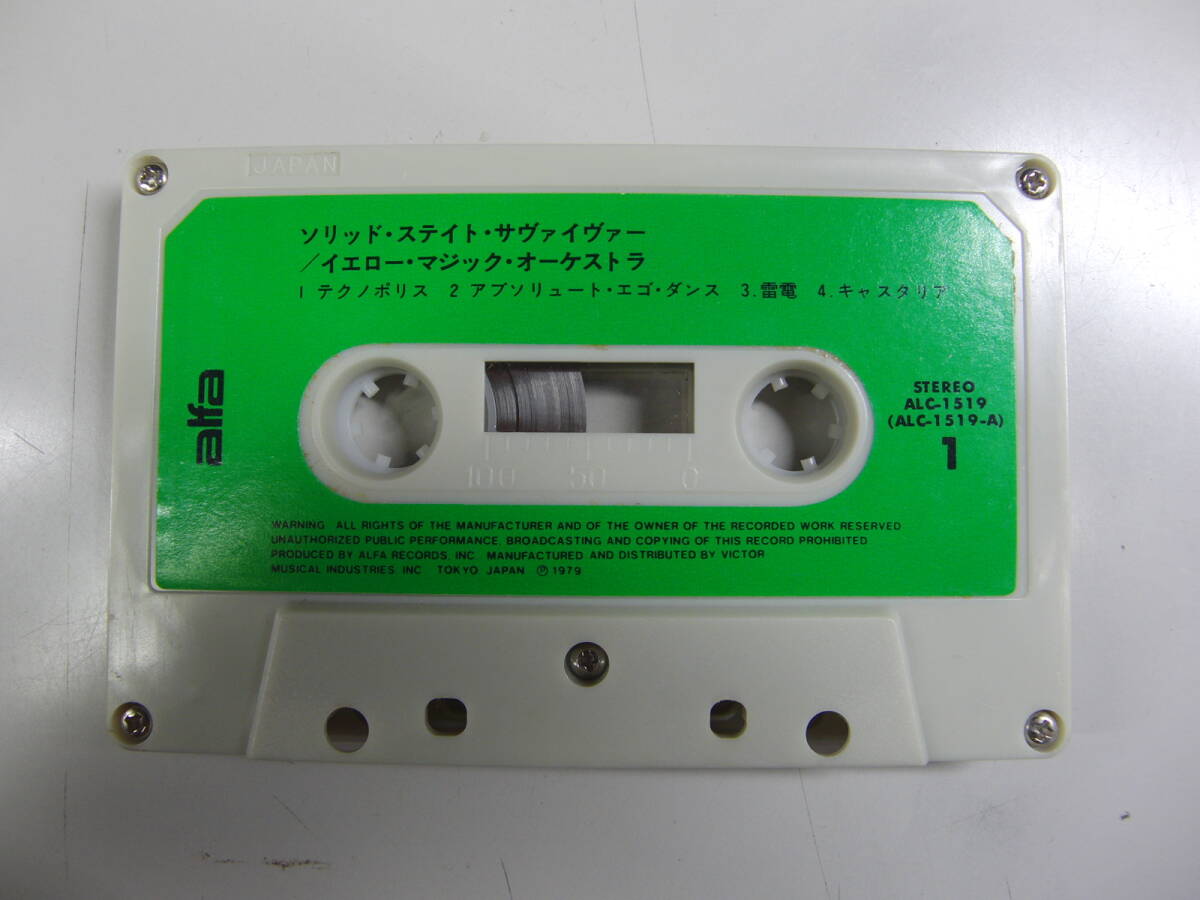 JAPAN
ソリッド・ステイト・サヴァイヴァー
／イエロー・マジック・オーケストラ
1 テクノポリス 2 アブソリュート・エゴ・ダンス 3.雷電 4.キャスタリア
alfa
STEREO
ALC-1519
(ALC-1519-A)
1
100 50 0
WARNING ALL RIGHTS OF THE MANUFACTURER AND OF THE OWNER OF THE RECORDED WORK RESERVED
UNAUTHORIZED PUBLIC PERFORMANCE, BROADCASTING AND COPYING OF THIS RECORD PROHIBITED
PRODUCED BY ALFA RECORDS, INC. MANUFACTURED AND DISTRIBUTED BY VICTOR
MUSICAL INDUSTRIES INC TOKYO JAPAN ℗1979